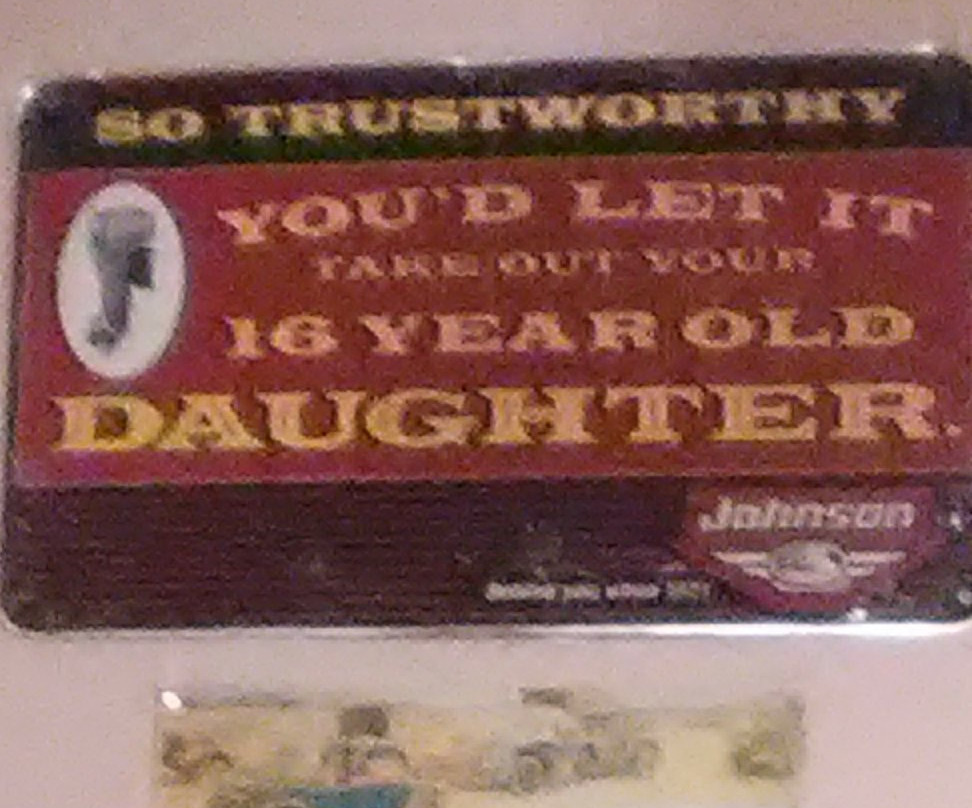 SO TRUSTWORTHY
YOU'D LET IT
TAKE OUT YOUR
16 YEAR OLD
DAUGHTER.
Johnson